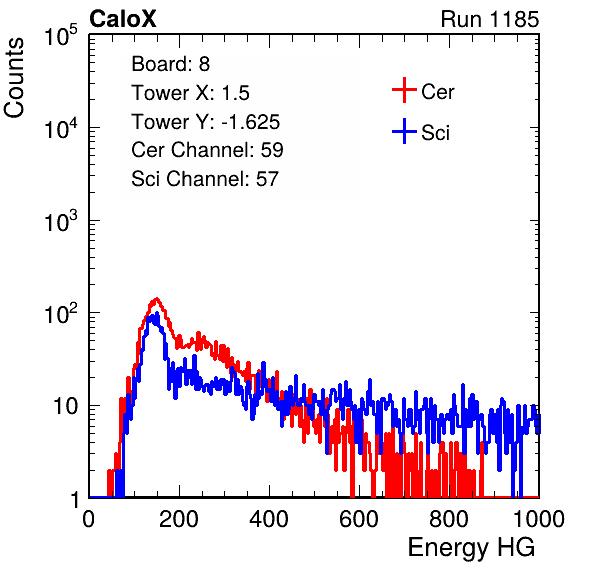 CaloX Run 1185
Counts
10^5
10^4
10^3
10^2
10
1
Board: 8
Tower X: 1.5
Tower Y: -1.625
Cer Channel: 59
Sci Channel: 57
Cer
Sci
0 200 400 600 800 1000
Energy HG